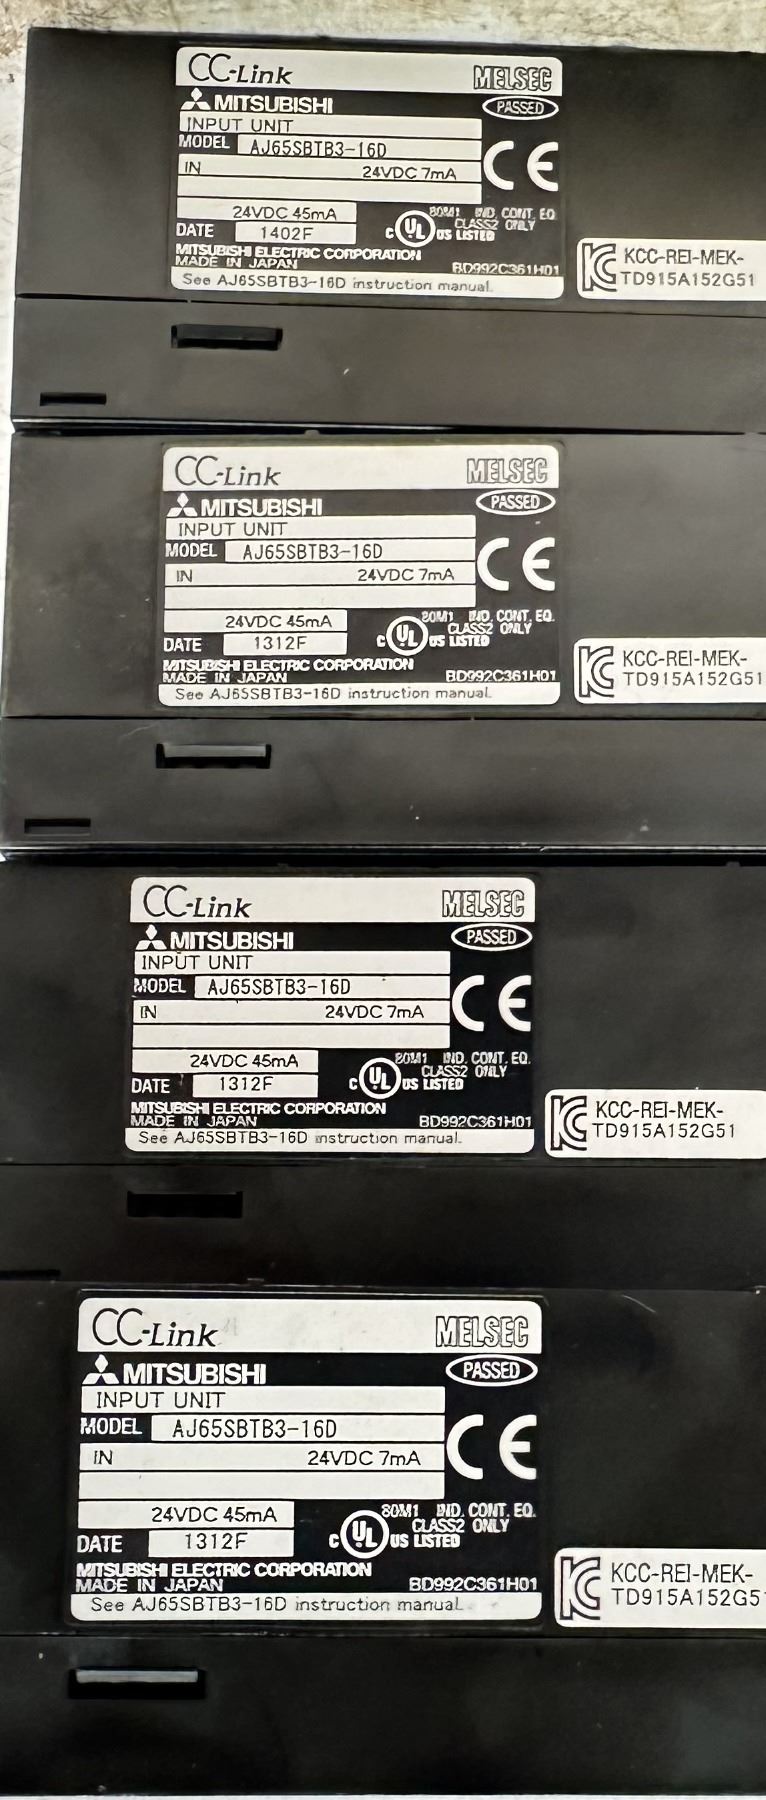 CC-Link MELSEC
MITSUBISHI PASSED
INPUT UNIT
MODEL AJ65SBTB3-16D
IN 24VDC 7mA CE
24VDC 45mA 80M1 IND. CONT. EQ.
CLASS2 ONLY
DATE 1402F C UL US LISTED
MITSUBISHI ELECTRIC CORPORATION
MADE IN JAPAN BD992C361H01
See AJ65SBTB3-16D instruction manual.
KCC-REI-MEK-
TD915A152G51
CC-Link MELSEC
MITSUBISHI PASSED
INPUT UNIT
MODEL AJ65SBTB3-16D
IN 24VDC 7mA CE
24VDC 45mA 80M1 IND. CONT. EQ.
CLASS2 ONLY
DATE 1312F C UL US LISTED
MITSUBISHI ELECTRIC CORPORATION
MADE IN JAPAN BD992C361H01
See AJ65SBTB3-16D instruction manual.
KCC-REI-MEK-
TD915A152G51
CC-Link MELSEC
MITSUBISHI PASSED
INPUT UNIT
MODEL AJ65SBTB3-16D
IN 24VDC 7mA CE
24VDC 45mA 80M1 IND. CONT. EQ.
CLASS2 ONLY
DATE 1312F C UL US LISTED
MITSUBISHI ELECTRIC CORPORATION
MADE IN JAPAN BD992C361H01
See AJ65SBTB3-16D instruction manual.
KCC-REI-MEK-
TD915A152G51
CC-Link MELSEC
MITSUBISHI PASSED
INPUT UNIT
MODEL AJ65SBTB3-16D
IN 24VDC 7mA CE
24VDC 45mA 80M1 IND. CONT. EQ.
CLASS2 ONLY
DATE 1312F C UL US LISTED
MITSUBISHI ELECTRIC CORPORATION
MADE IN JAPAN BD992C361H01
See AJ65SBTB3-16D instruction manual.
KCC-REI-MEK-
TD915A152G5